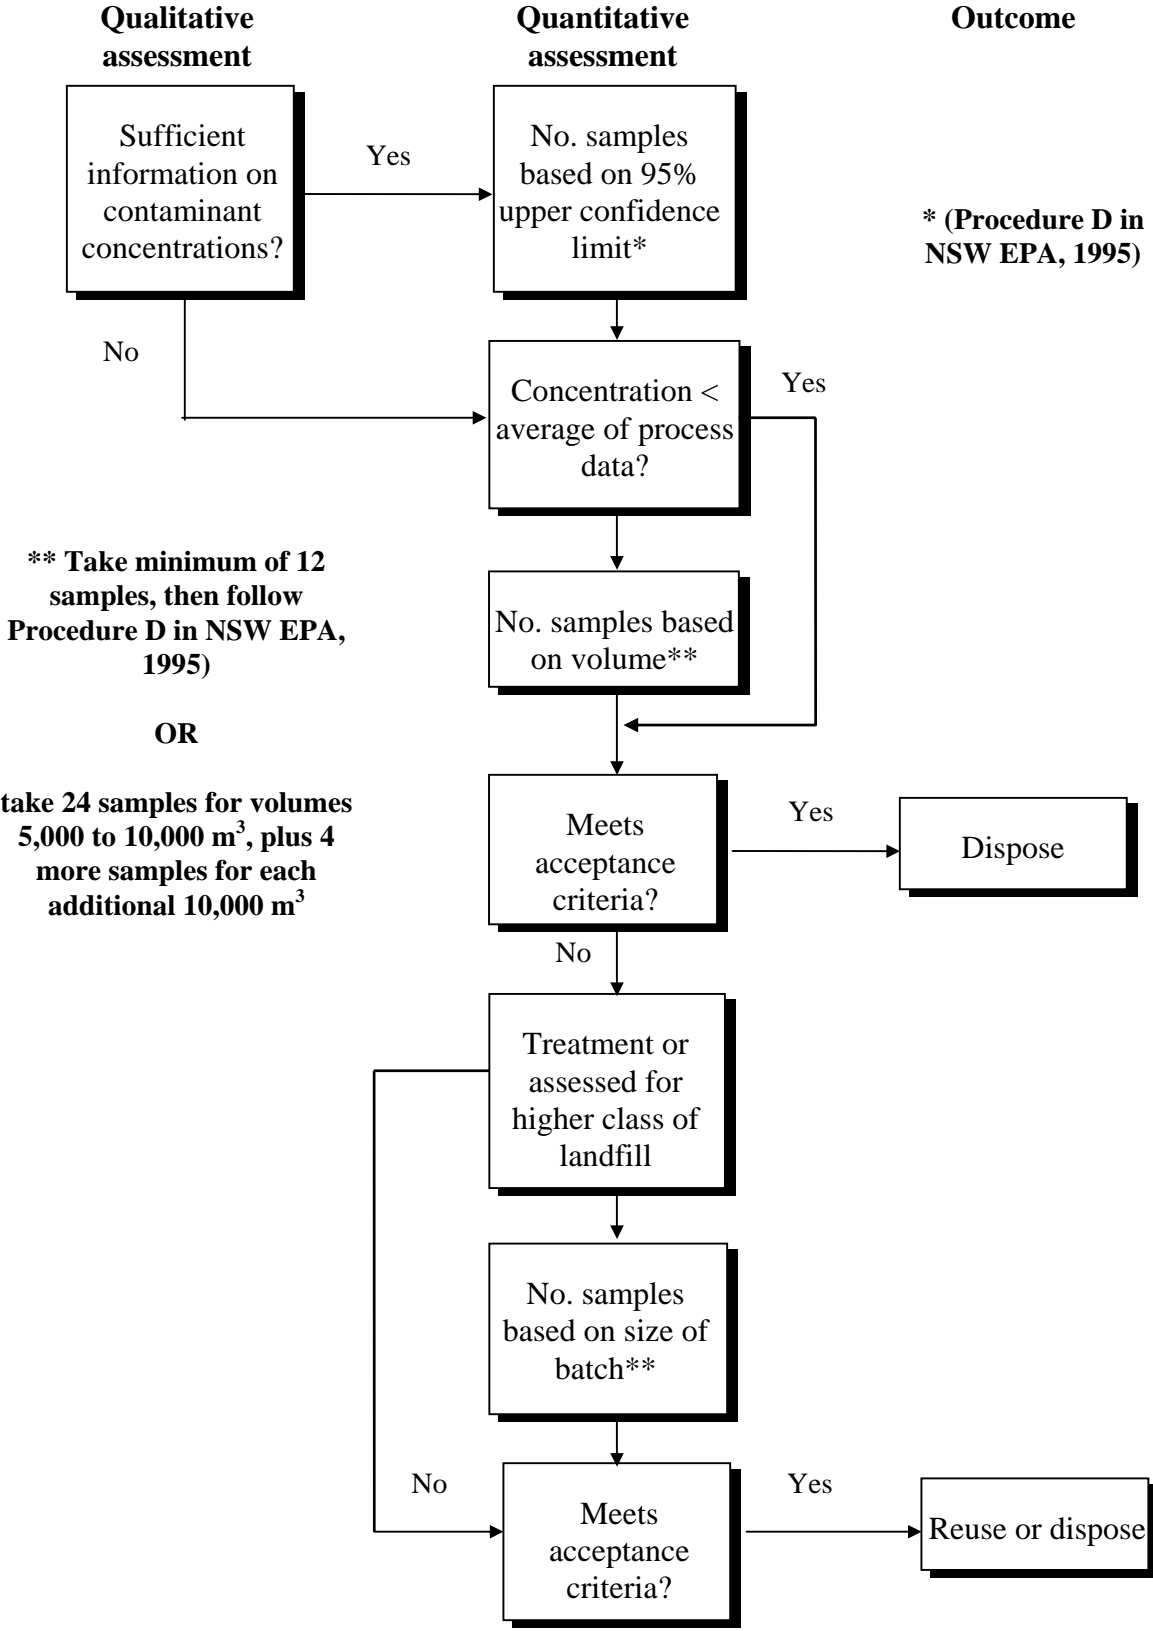 Qualitative
assessment
Quantitative
assessment
Outcome
Sufficient
information on
contaminant
concentrations?
Yes
No. samples
based on 95%
upper confidence
limit*
* (Procedure D in
NSW EPA, 1995)
No
Concentration <
average of process
data?
Yes
** Take minimum of 12
samples, then follow
Procedure D in NSW EPA,
1995)
OR
take 24 samples for volumes
5,000 to 10,000 m³, plus 4
more samples for each
additional 10,000 m³
No. samples based
on volume**
Meets
acceptance
criteria?
Yes
Dispose
No
Treatment or
assessed for
higher class of
landfill
No. samples
based on size of
batch**
No
Meets
acceptance
criteria?
Yes
Reuse or dispose